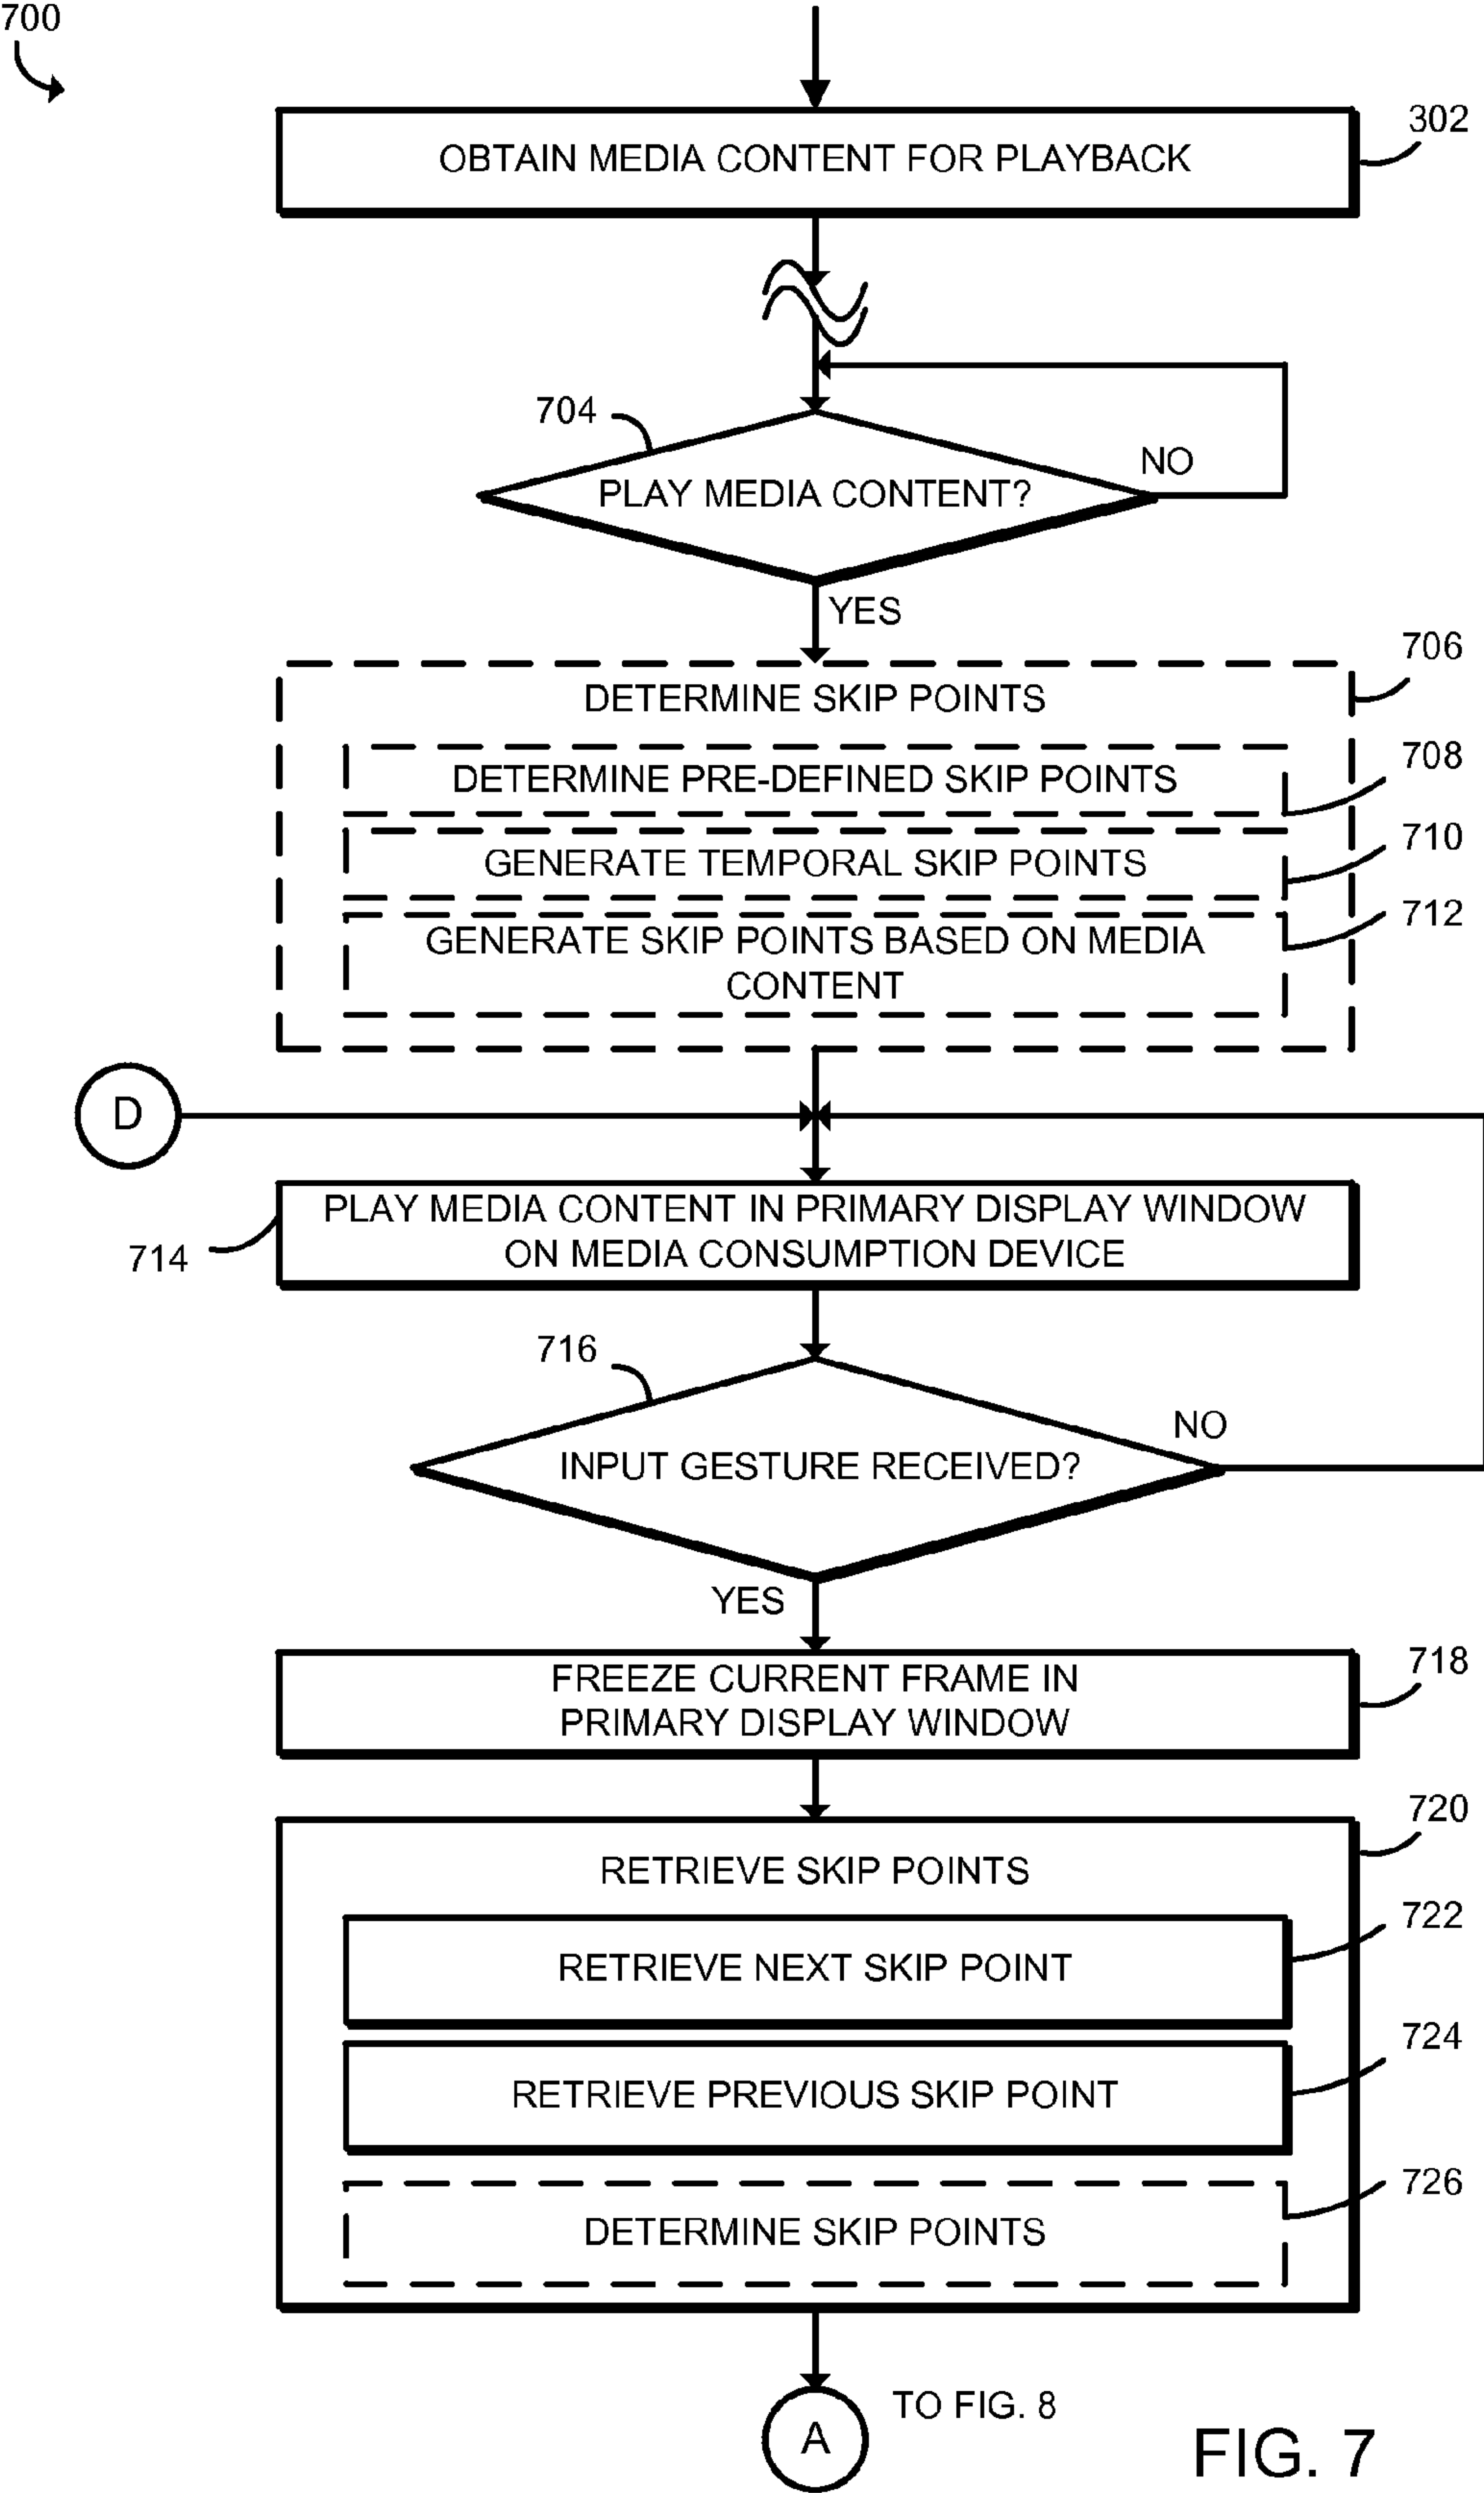 700
302
OBTAIN MEDIA CONTENT FOR PLAYBACK
704
NO
PLAY MEDIA CONTENT?
YES
706
DETERMINE SKIP POINTS
708
DETERMINE PRE-DEFINED SKIP POINTS
710
GENERATE TEMPORAL SKIP POINTS
712
GENERATE SKIP POINTS BASED ON MEDIA
CONTENT
D
PLAY MEDIA CONTENT IN PRIMARY DISPLAY WINDOW
ON MEDIA CONSUMPTION DEVICE
714
716
NO
INPUT GESTURE RECEIVED?
YES
718
FREEZE CURRENT FRAME IN
PRIMARY DISPLAY WINDOW
720
RETRIEVE SKIP POINTS
722
RETRIEVE NEXT SKIP POINT
724
RETRIEVE PREVIOUS SKIP POINT
726
DETERMINE SKIP POINTS
TO FIG. 8
A
FIG. 7